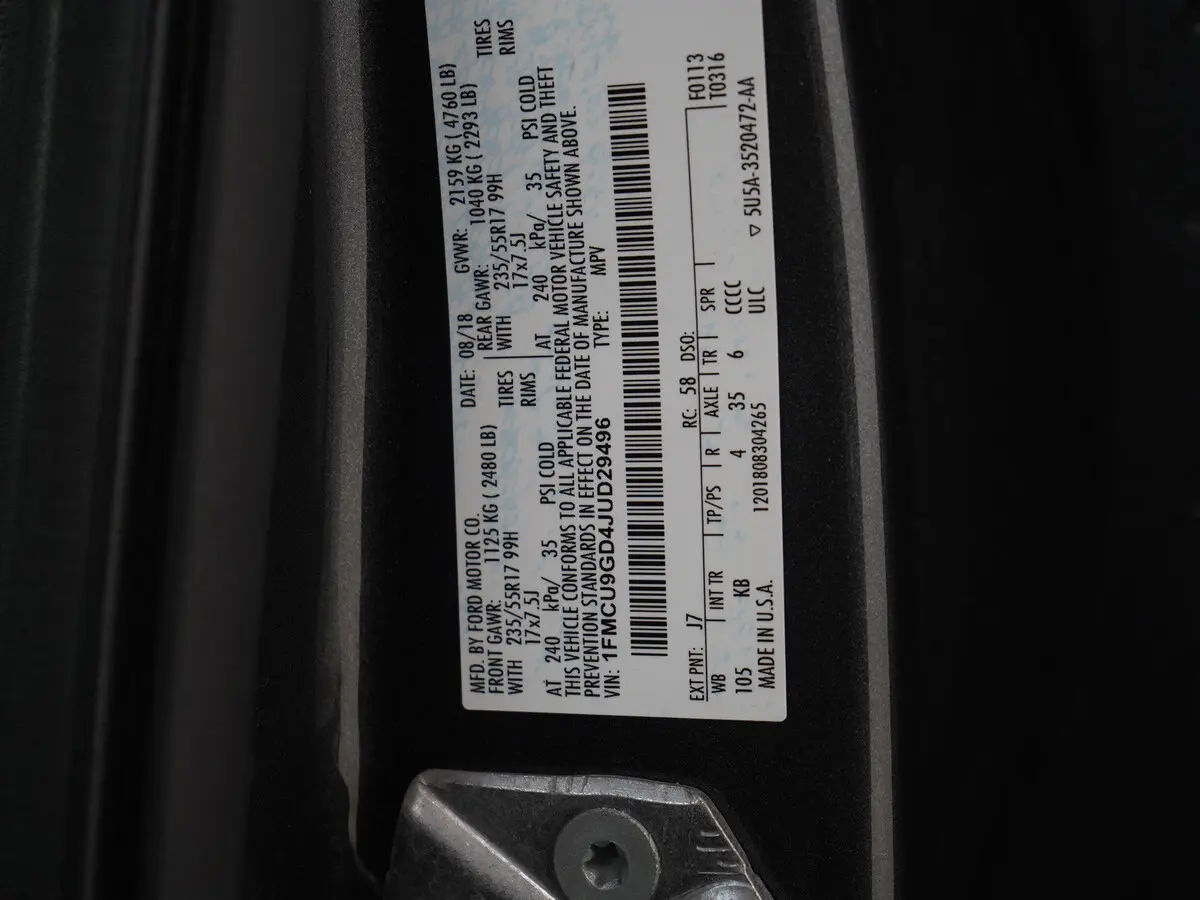 MFD. BY FORD MOTOR CO. DATE: 08/18 GVWR: 2159 KG ( 4760 LB)
FRONT GAWR: 1125 KG ( 2480 LB) REAR GAWR: 1040 KG ( 2293 LB)
WITH 235/55R17 99H TIRES WITH 235/55R17 99H TIRES
17x7.5J RIMS 17x7.5J RIMS
AT 240 kPa/ 35 PSI COLD AT 240 kPa/ 35 PSI COLD
THIS VEHICLE CONFORMS TO ALL APPLICABLE FEDERAL MOTOR VEHICLE SAFETY AND THEFT
PREVENTION STANDARDS IN EFFECT ON THE DATE OF MANUFACTURE SHOWN ABOVE.
VIN: 1FMCU9GD4JUD29496 TYPE: MPV
F0113
EXT PNT: J7 RC: 58 DSO: T0316
WB INT TR TP/PS R AXLE TR SPR
105 KB 4 35 6 CCCC ▽ 5U5A-3520472-AA
MADE IN U.S.A. 1201808304265 ULC